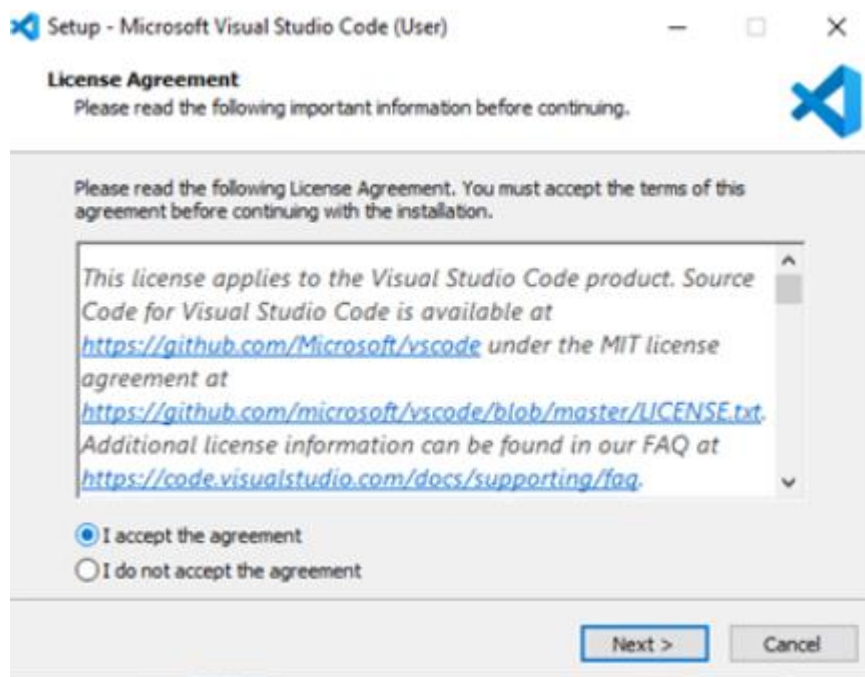 Setup - Microsoft Visual Studio Code (User)
License Agreement
Please read the following important information before continuing.
Please read the following License Agreement. You must accept the terms of this
agreement before continuing with the installation.
This license applies to the Visual Studio Code product. Source
Code for Visual Studio Code is available at
https://github.com/Microsoft/vscode under the MIT license
agreement at
https://github.com/microsoft/vscode/blob/master/LICENSE.txt.
Additional license information can be found in our FAQ at
https://code.visualstudio.com/docs/supporting/faq.
I accept the agreement
I do not accept the agreement
Next >
Cancel